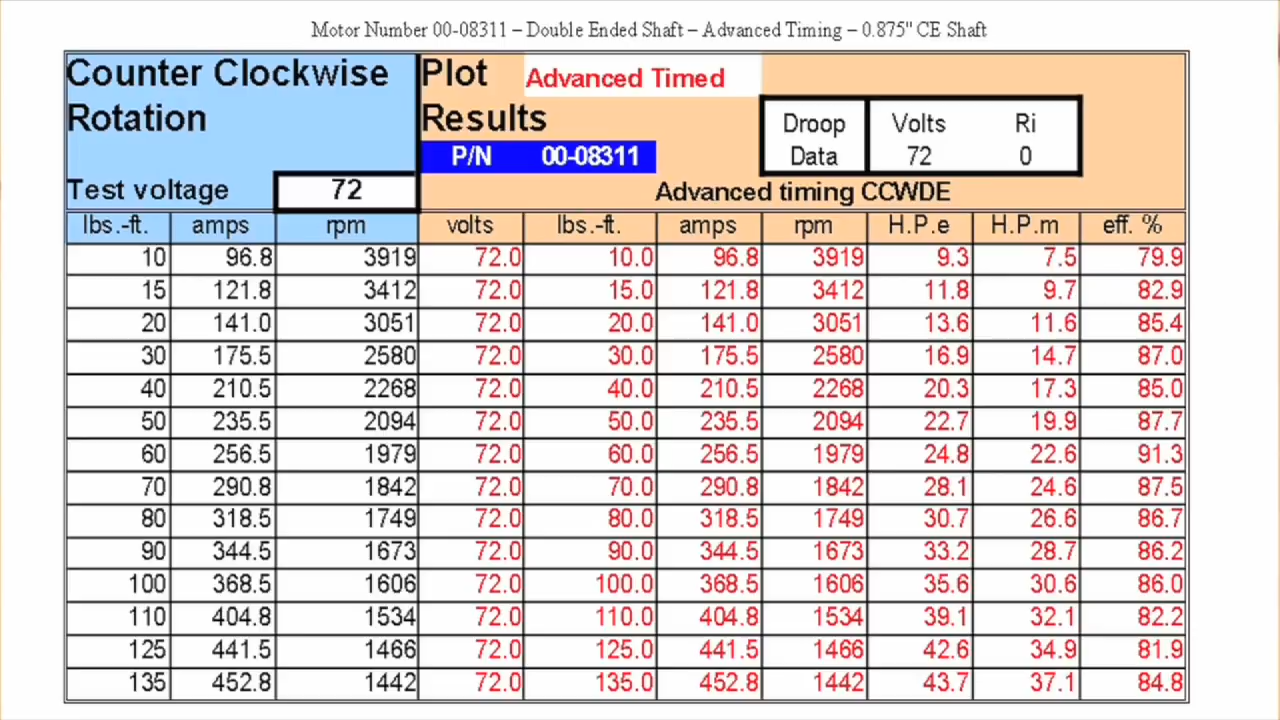 Motor Number 00-08311 – Double Ended Shaft – Advanced Timing – 0.875" CE Shaft
Counter Clockwise Rotation
Test voltage 72
Plot Results
Advanced Timed
P/N 00-08311
Droop Data
Volts Ri
72 0
Advanced timing CCWDE
lbs.-ft. amps rpm volts lbs.-ft. amps rpm H.P.e H.P.m eff. %
10 96.8 3919 72.0 10.0 96.8 3919 9.3 7.5 79.9
15 121.8 3412 72.0 15.0 121.8 3412 11.8 9.7 82.9
20 141.0 3051 72.0 20.0 141.0 3051 13.6 11.6 85.4
30 175.5 2580 72.0 30.0 175.5 2580 16.9 14.7 87.0
40 210.5 2268 72.0 40.0 210.5 2268 20.3 17.3 85.0
50 235.5 2094 72.0 50.0 235.5 2094 22.7 19.9 87.7
60 256.5 1979 72.0 60.0 256.5 1979 24.8 22.6 91.3
70 290.8 1842 72.0 70.0 290.8 1842 28.1 24.6 87.5
80 318.5 1749 72.0 80.0 318.5 1749 30.7 26.6 86.7
90 344.5 1673 72.0 90.0 344.5 1673 33.2 28.7 86.2
100 368.5 1606 72.0 100.0 368.5 1606 35.6 30.6 86.0
110 404.8 1534 72.0 110.0 404.8 1534 39.1 32.1 82.2
125 441.5 1466 72.0 125.0 441.5 1466 42.6 34.9 81.9
135 452.8 1442 72.0 135.0 452.8 1442 43.7 37.1 84.8